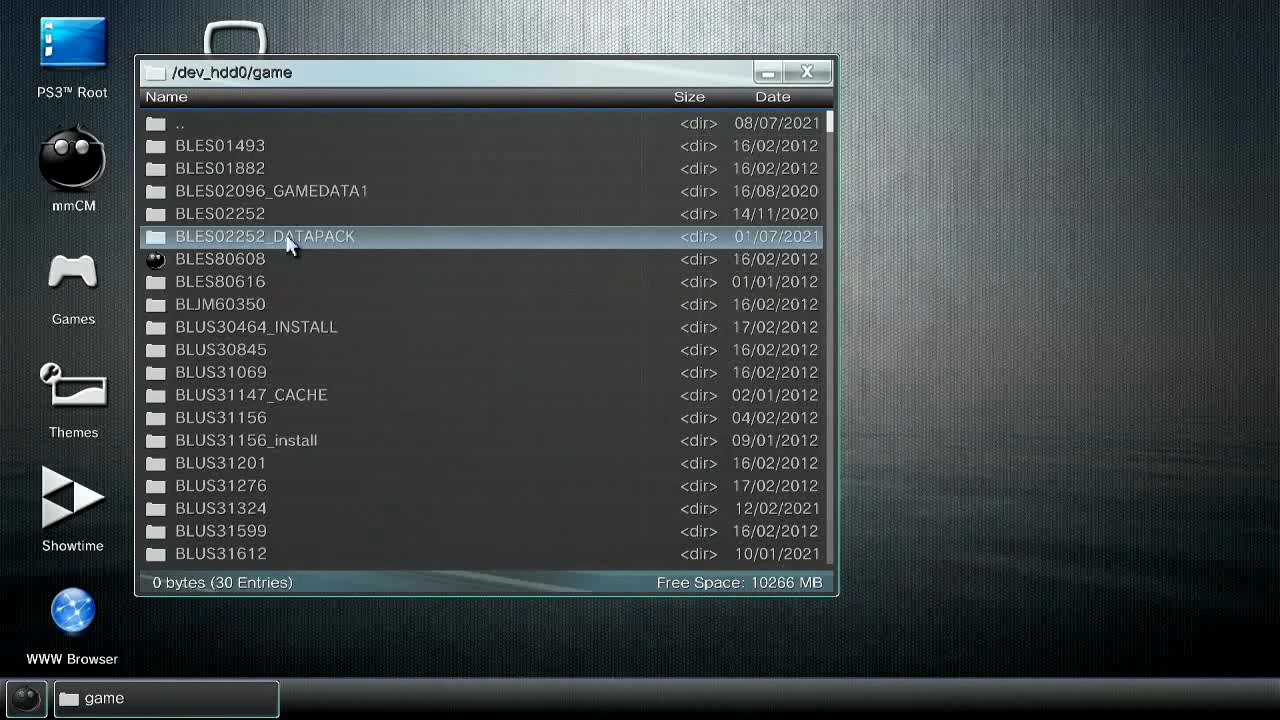 PS3™ Root
mmCM
Games
Themes
Showtime
WWW Browser
/dev_hdd0/game
Name Size Date
.. <dir> 08/07/2021
BLES01493 <dir> 16/02/2012
BLES01882 <dir> 16/02/2012
BLES02096_GAMEDATA1 <dir> 16/08/2020
BLES02252 <dir> 14/11/2020
BLES02252_DATAPACK <dir> 01/07/2021
BLES80608 <dir> 16/02/2012
BLES80616 <dir> 01/01/2012
BLJM60350 <dir> 16/02/2012
BLUS30464_INSTALL <dir> 17/02/2012
BLUS30845 <dir> 16/02/2012
BLUS31069 <dir> 16/02/2012
BLUS31147_CACHE <dir> 02/01/2012
BLUS31156 <dir> 04/02/2012
BLUS31156_install <dir> 09/01/2012
BLUS31201 <dir> 16/02/2012
BLUS31276 <dir> 17/02/2012
BLUS31324 <dir> 12/02/2021
BLUS31599 <dir> 16/02/2012
BLUS31612 <dir> 10/01/2021
0 bytes (30 Entries) Free Space: 10266 MB
game